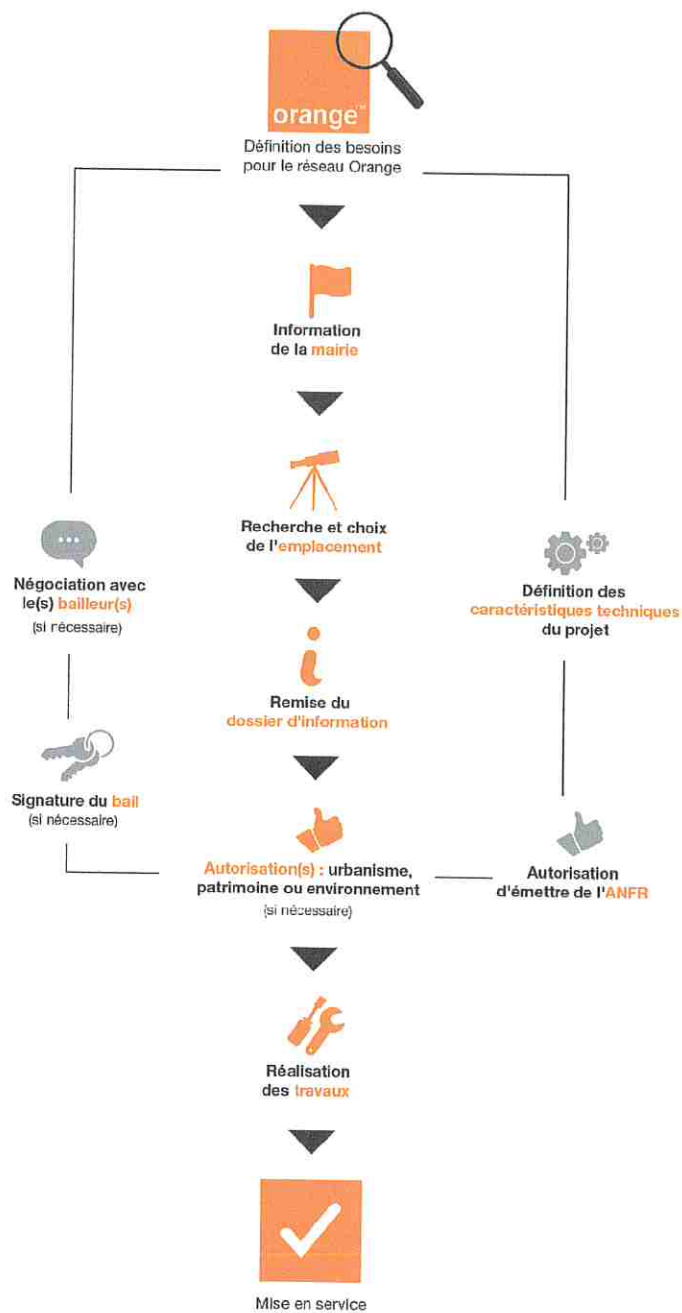 orange™
Définition des besoins
pour le réseau Orange
Information
de la mairie
Recherche et choix
de l'emplacement
Négociation avec
le(s) bailleur(s)
(si nécessaire)
Définition des
caractéristiques techniques
du projet
Remise du
dossier d'information
Signature du bail
(si nécessaire)
Autorisation(s) : urbanisme,
patrimoine ou environnement
(si nécessaire)
Autorisation
d'émettre de l'ANFR
Réalisation
des travaux
Mise en service